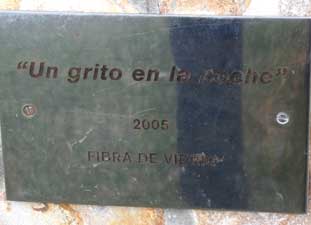 "Un grito en la noche"
2005
FIBRA DE VIDRIO